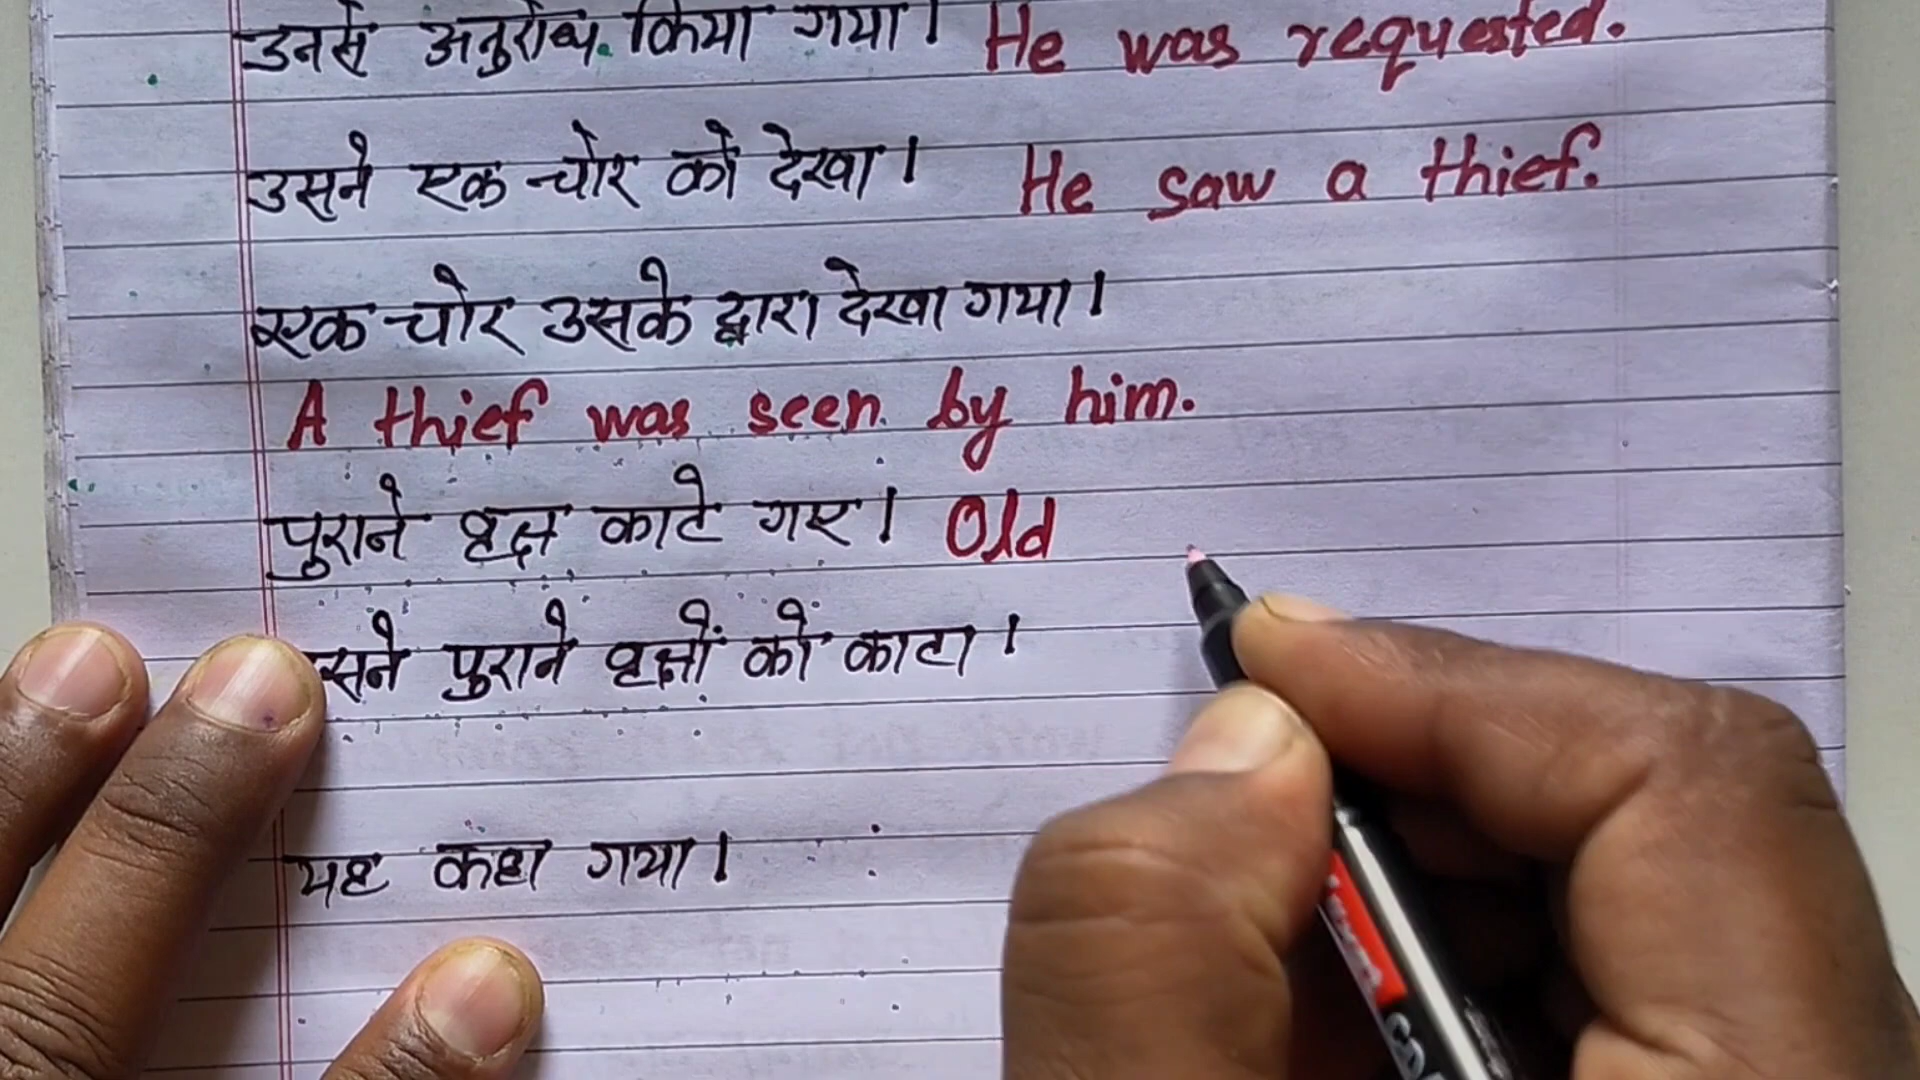 उनसे अनुरोध किया गया। He was requested.
उसने एक चोर को देखा। He saw a thief.
एक चोर उसके द्वारा देखा गया।
A thief was seen by him.
पुराने वृक्ष काटे गए। Old
सने पुराने वृक्षों को काटा।
यह कहा गया।